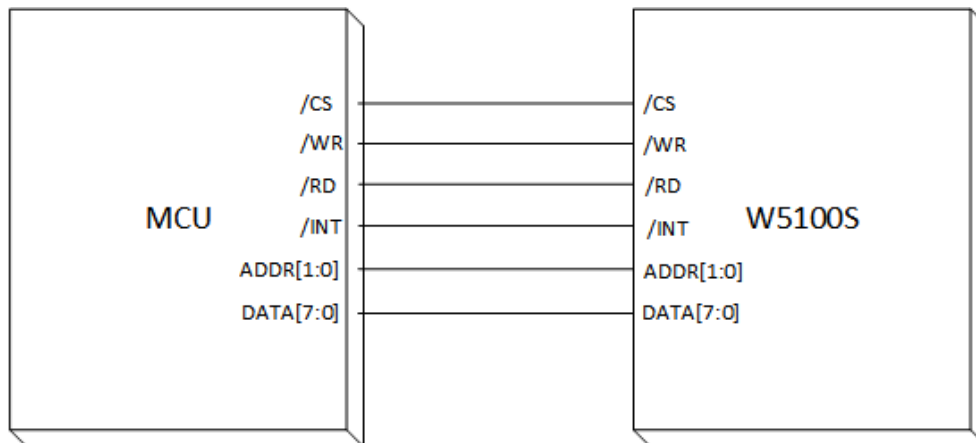 /CS /CS
/WR /WR
/RD /RD
MCU /INT /INT W5100S
ADDR[1:0] ADDR[1:0]
DATA[7:0] DATA[7:0]